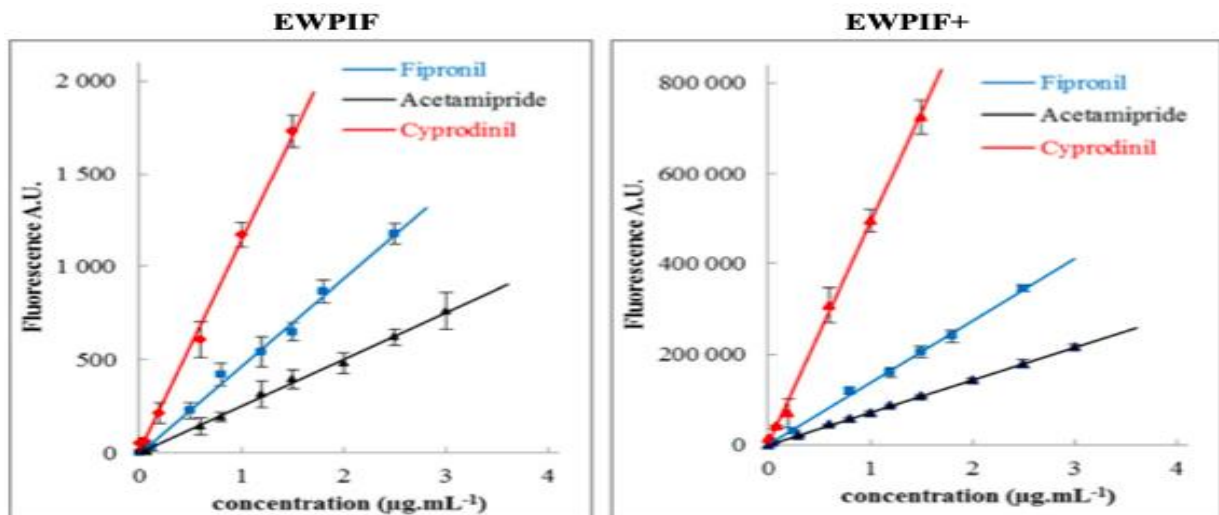 EWPIF
EWPIF+
Fluorescence A.U.
2 000
1 500
1 000
500
0
Fipronil
Acetamipride
Cyprodinil
0
1
2
3
4
concentration (µg.mL⁻¹)
Fluorescence A.U.
800 000
600 000
400 000
200 000
0
Fipronil
Acetamipride
Cyprodinil
0
1
2
3
4
concentration (µg.mL⁻¹)